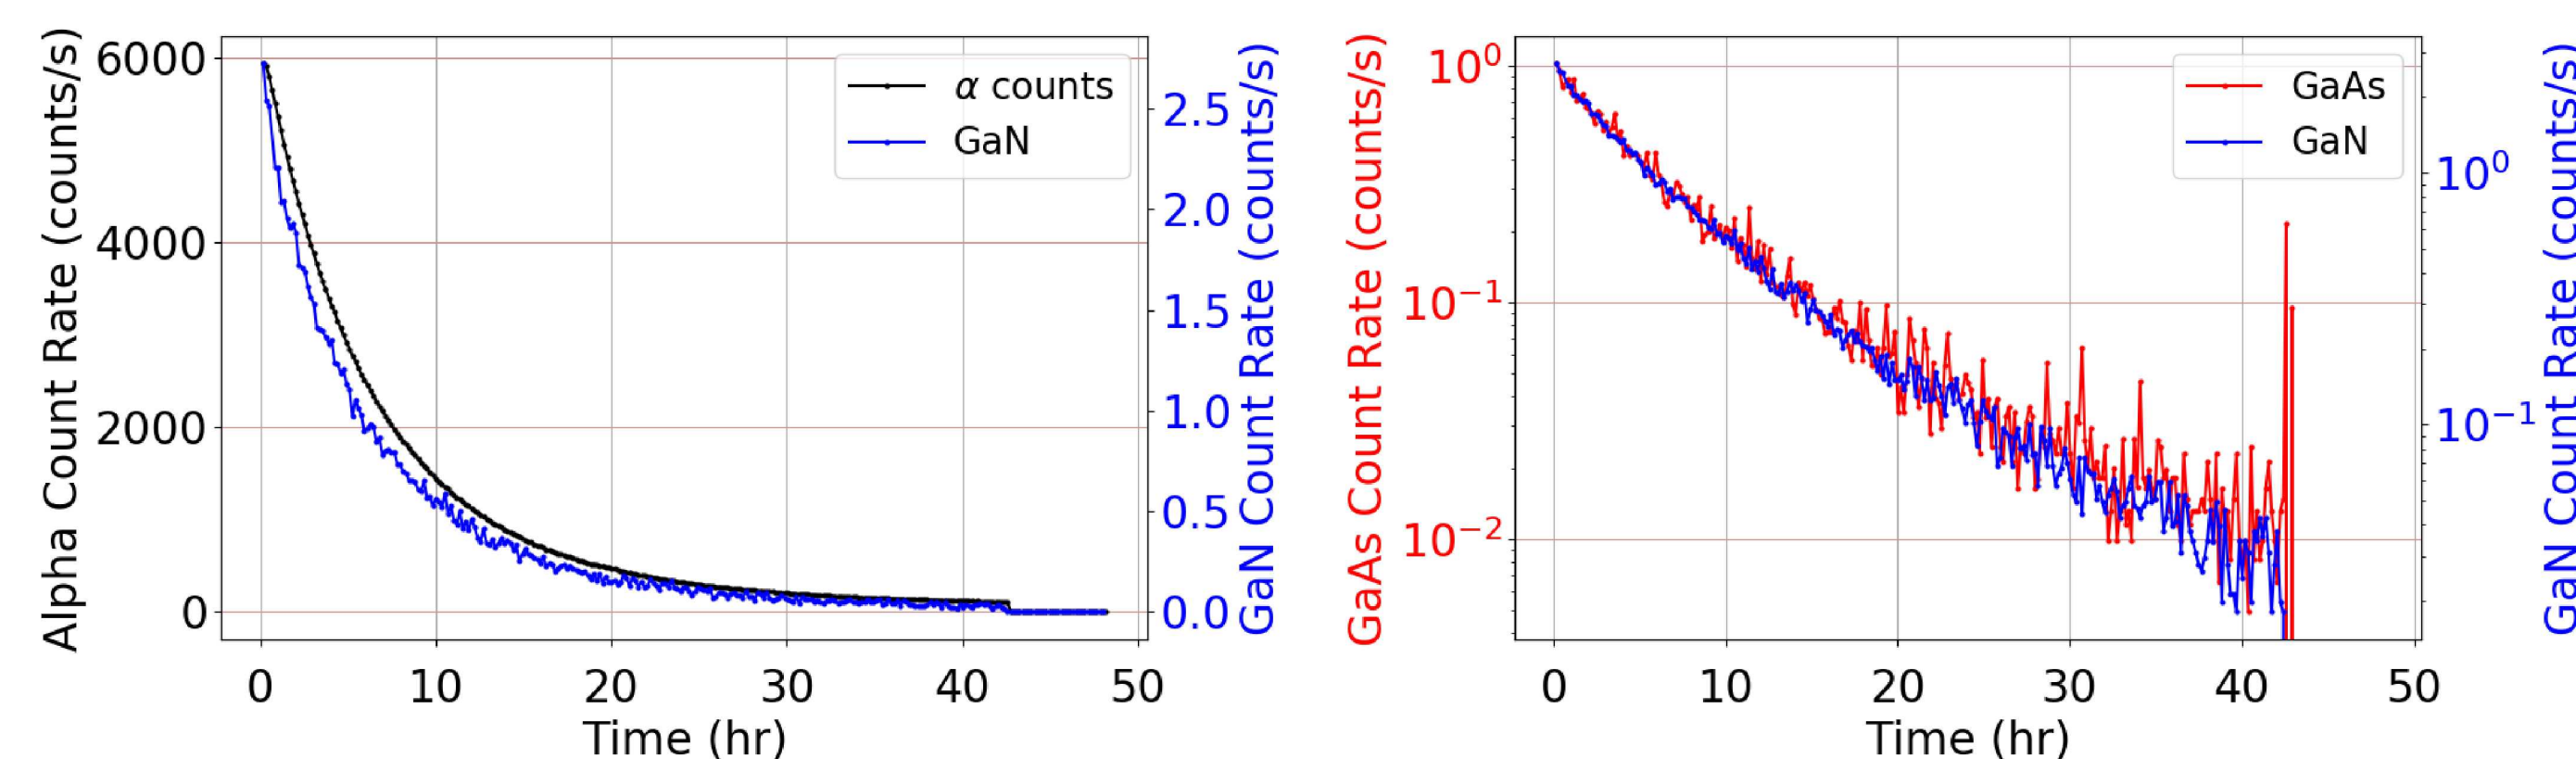 Alpha Count Rate (counts/s)
6000
4000
2000
0
α counts
GaN
2.5
2.0
1.5
1.0
0.5
0.0
GaN Count Rate (counts/s)
0 10 20 30 40 50
Time (hr)
GaAs Count Rate (counts/s)
10⁰
10⁻¹
10⁻²
GaAs
GaN
10⁰
10⁻¹
GaN Count Rate (counts/s)
0 10 20 30 40 50
Time (hr)